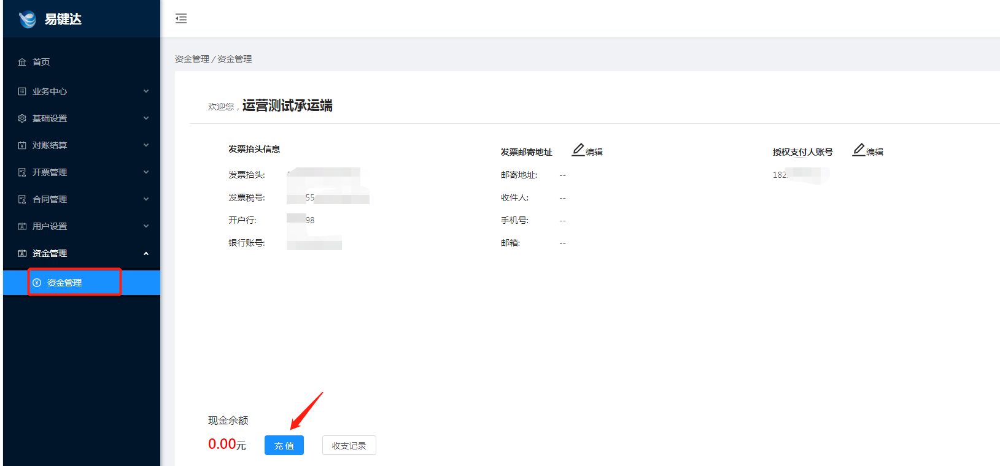 易键达
首页
业务中心
基础设置
对账结算
开票管理
合同管理
用户设置
资金管理
资金管理
资金管理 / 资金管理
欢迎您，运营测试承运端
发票抬头信息
发票抬头:
发票税号: 55
开户行: 98
银行账号:
发票邮寄地址 编辑
邮寄地址: --
收件人: --
手机号: --
邮箱: --
授权支付人账号 编辑
182
现金余额
0.00元 充 值 收支记录